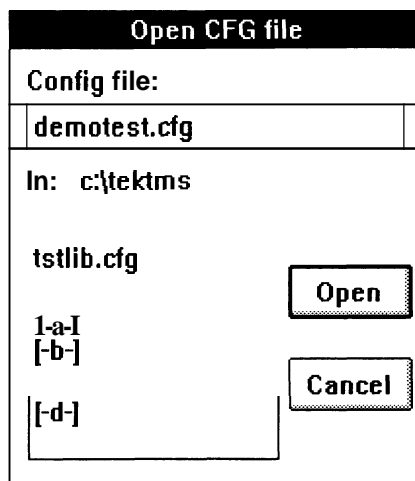 Open CFG file
Config file:
demotest.cfg
In: c:\tektms
tstlib.cfg
Open
1-a-I
[-b-]
Cancel
[-d-]